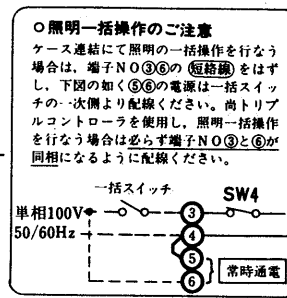 ○照明一括操作のご注意
ケース連結にて照明の一括操作を行なう
場合は、端子NO③⑥の(短絡線)をはず
し、下図の如く⑤⑥の電源は一括スイッ
チの一次側より配線ください。尚トリプ
ルコントローラを使用し、照明一括操作
を行なう場合は必らず端子NO③と⑥が
同相になるように配線ください。
一括スイッチ
SW4
単相100V
50/60Hz
③
④
⑤
⑥
常時通電